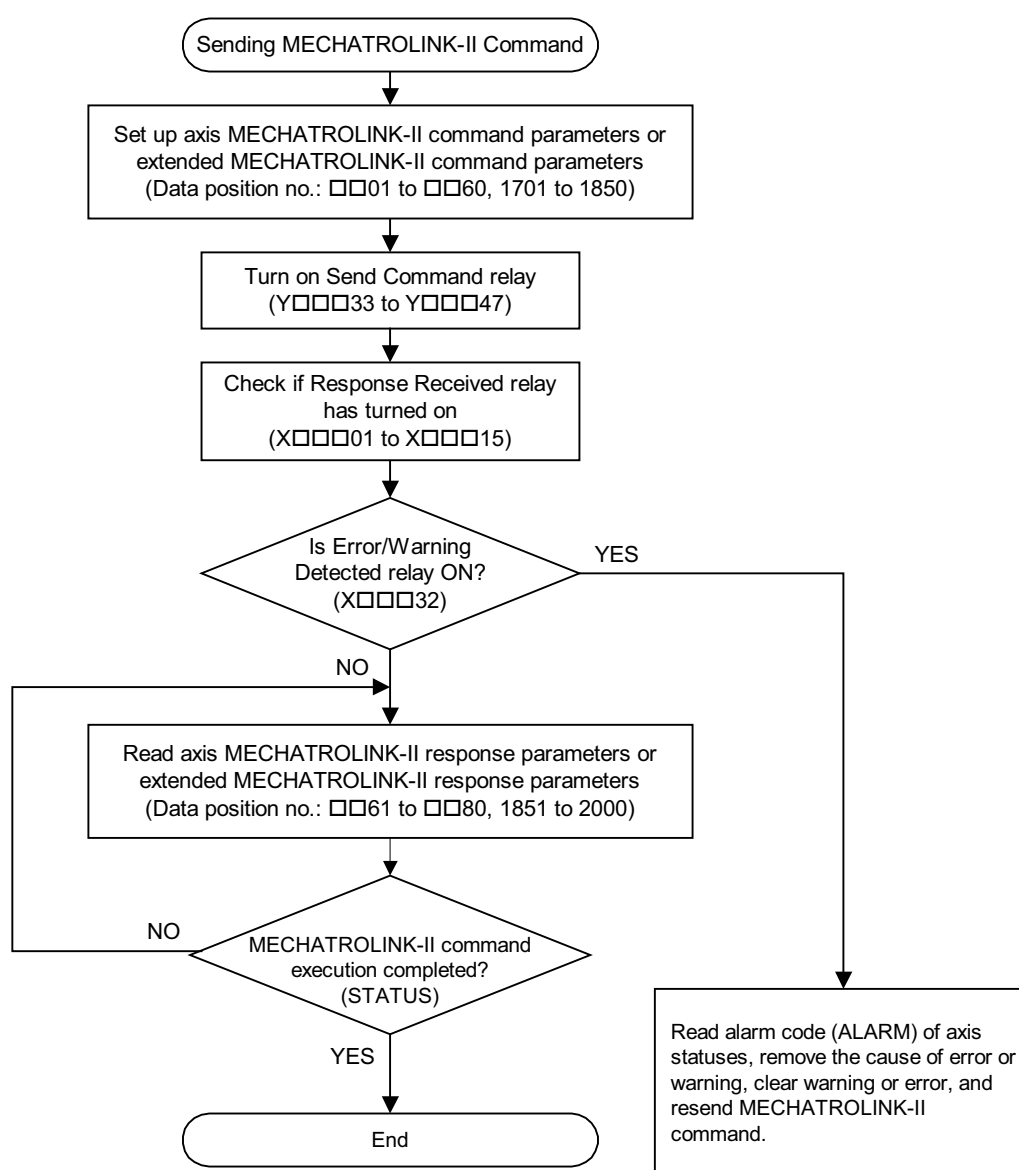 Sending MECHATROLINK-II Command
Set up axis MECHATROLINK-II command parameters or
extended MECHATROLINK-II command parameters
(Data position no.: □□01 to □□60, 1701 to 1850)
Turn on Send Command relay
(Y□□□33 to Y□□□47)
Check if Response Received relay
has turned on
(X□□□01 to X□□□15)
Is Error/Warning
Detected relay ON?
(X□□□32)
YES
NO
Read axis MECHATROLINK-II response parameters or
extended MECHATROLINK-II response parameters
(Data position no.: □□61 to □□80, 1851 to 2000)
NO
MECHATROLINK-II command
execution completed?
(STATUS)
YES
End
Read alarm code (ALARM) of axis
statuses, remove the cause of error or
warning, clear warning or error, and
resend MECHATROLINK-II
command.